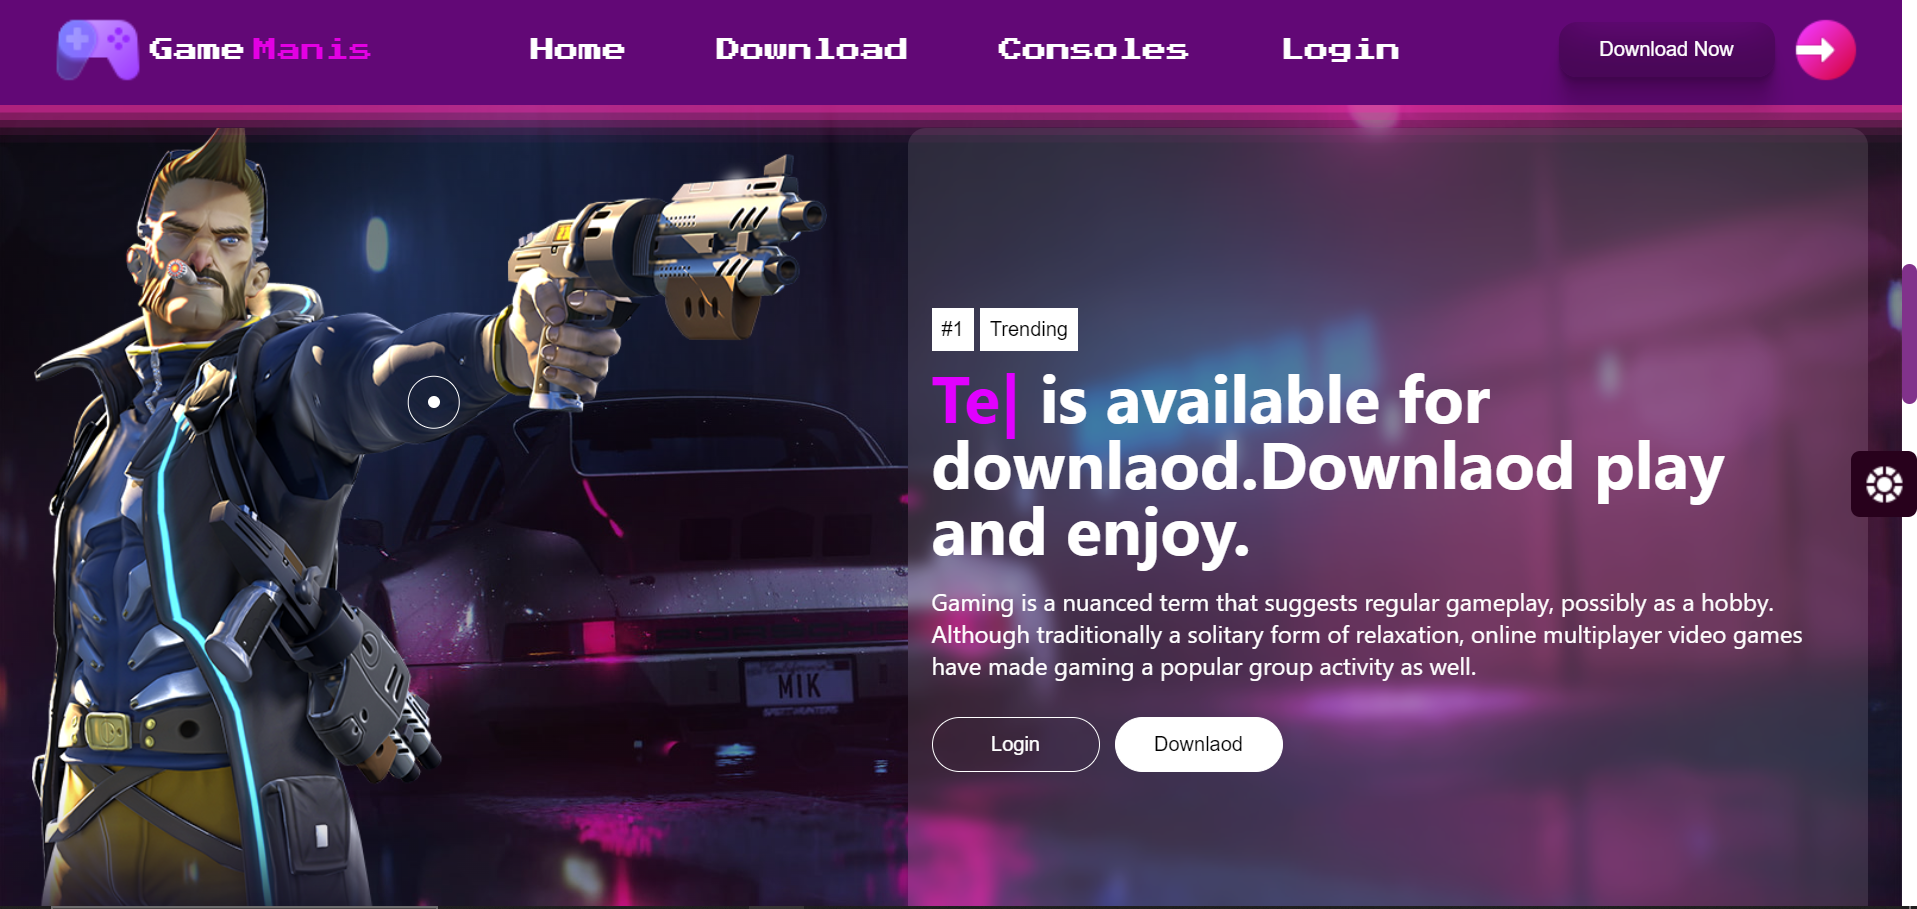 Game Manis
Home
Download
Consoles
Login
Download Now
#1
Trending
Te| is available for
downlaod.Downlaod play
and enjoy.
Gaming is a nuanced term that suggests regular gameplay, possibly as a hobby.
Although traditionally a solitary form of relaxation, online multiplayer video games
have made gaming a popular group activity as well.
Login
Downlaod
MIK